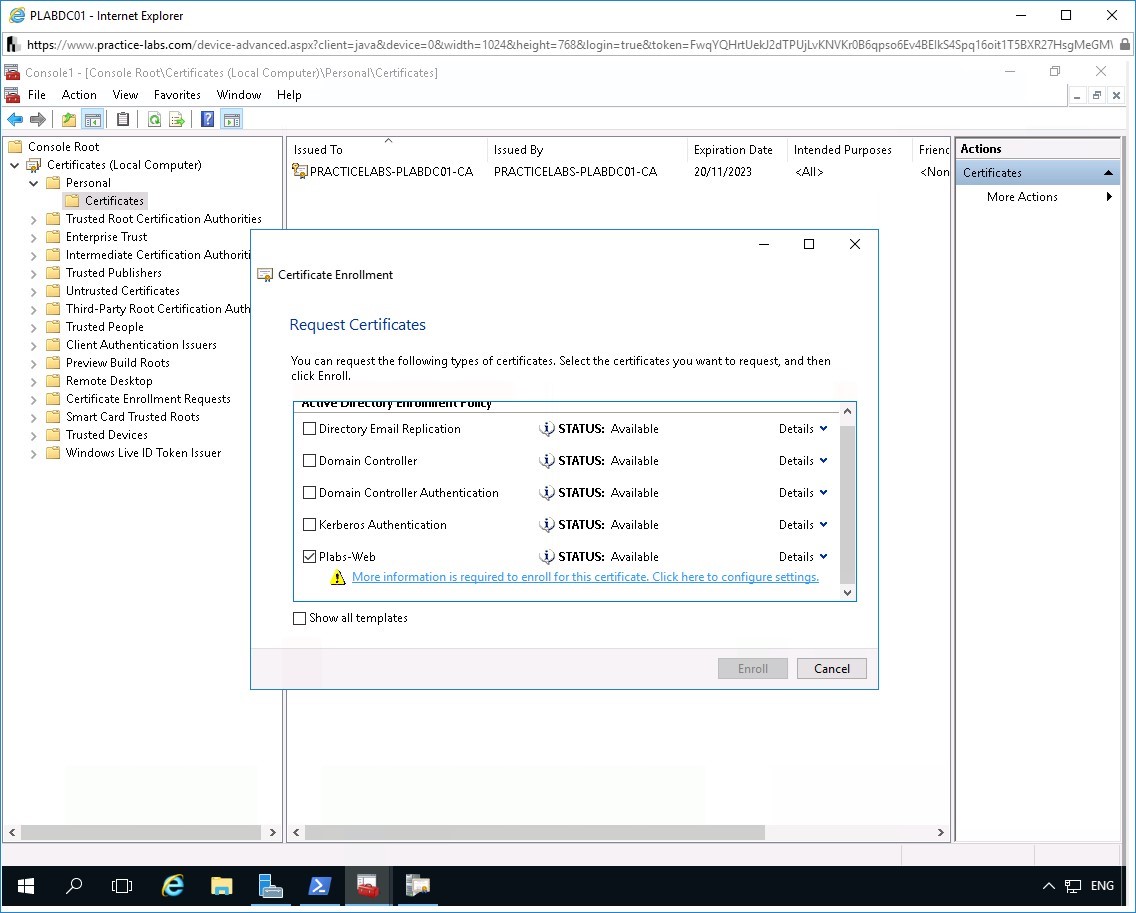 PLABDC01 - Internet Explorer
https://www.practice-labs.com/device-advanced.aspx?client=java&device=0&width=1024&height=768&login=true&token=
Console1 - [Console Root\Certificates (Local Computer)\Personal\Certificates]
File Action View Favorites Window Help
Console Root
Certificates (Local Computer)
Personal
Certificates
Trusted Root Certification Authorities
Enterprise Trust
Intermediate Certification Authoriti
Trusted Publishers
Untrusted Certificates
Third-Party Root Certification Auth
Trusted People
Client Authentication Issuers
Preview Build Roots
Remote Desktop
Certificate Enrollment Requests
Smart Card Trusted Roots
Trusted Devices
Windows Live ID Token Issuer
Issued To Issued By Expiration Date Intended Purposes Frienc
PRACTICELABS-PLABDC01-CA PRACTICELABS-PLABDC01-CA 20/11/2023 <All> <Non
Actions
Certificates
More Actions
Certificate Enrollment
Request Certificates
You can request the following types of certificates. Select the certificates you want to request, and then
click Enroll.
Active Directory Enrollment Policy
Directory Email Replication STATUS: Available Details
Domain Controller STATUS: Available Details
Domain Controller Authentication STATUS: Available Details
Kerberos Authentication STATUS: Available Details
Plabs-Web STATUS: Available Details
More information is required to enroll for this certificate. Click here to configure settings.
Show all templates
Enroll Cancel
ENG